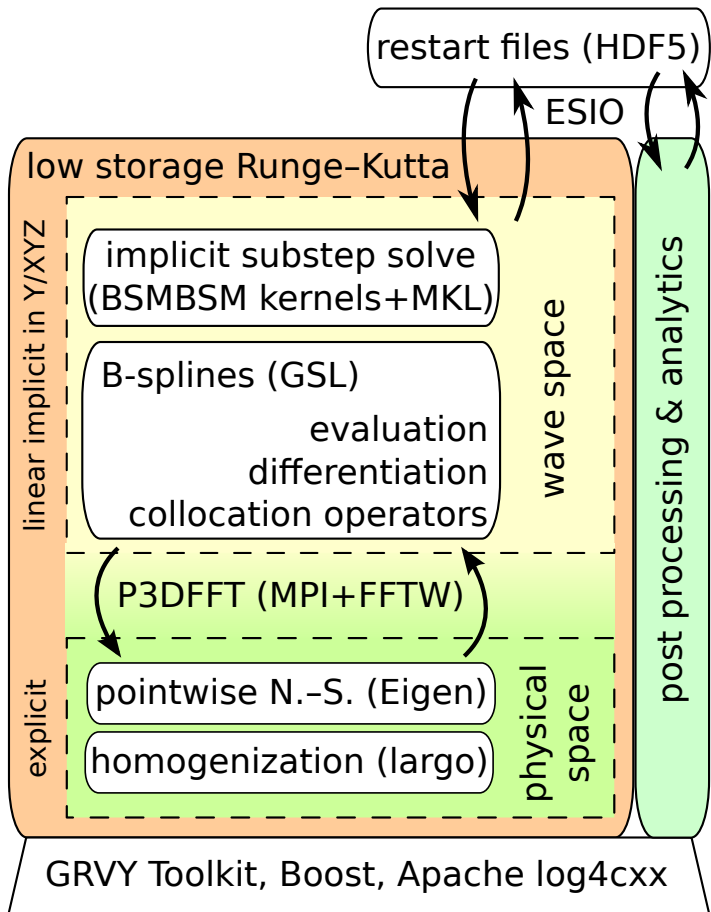 restart files (HDF5)
ESIO
low storage Runge–Kutta
linear implicit in Y/XYZ
implicit substep solve
(BSMBSM kernels+MKL)
B-splines (GSL)
evaluation
differentiation
collocation operators
wave space
P3DFFT (MPI+FFTW)
explicit
pointwise N.–S. (Eigen)
homogenization (largo)
physical
space
post processing & analytics
GRVY Toolkit, Boost, Apache log4cxx